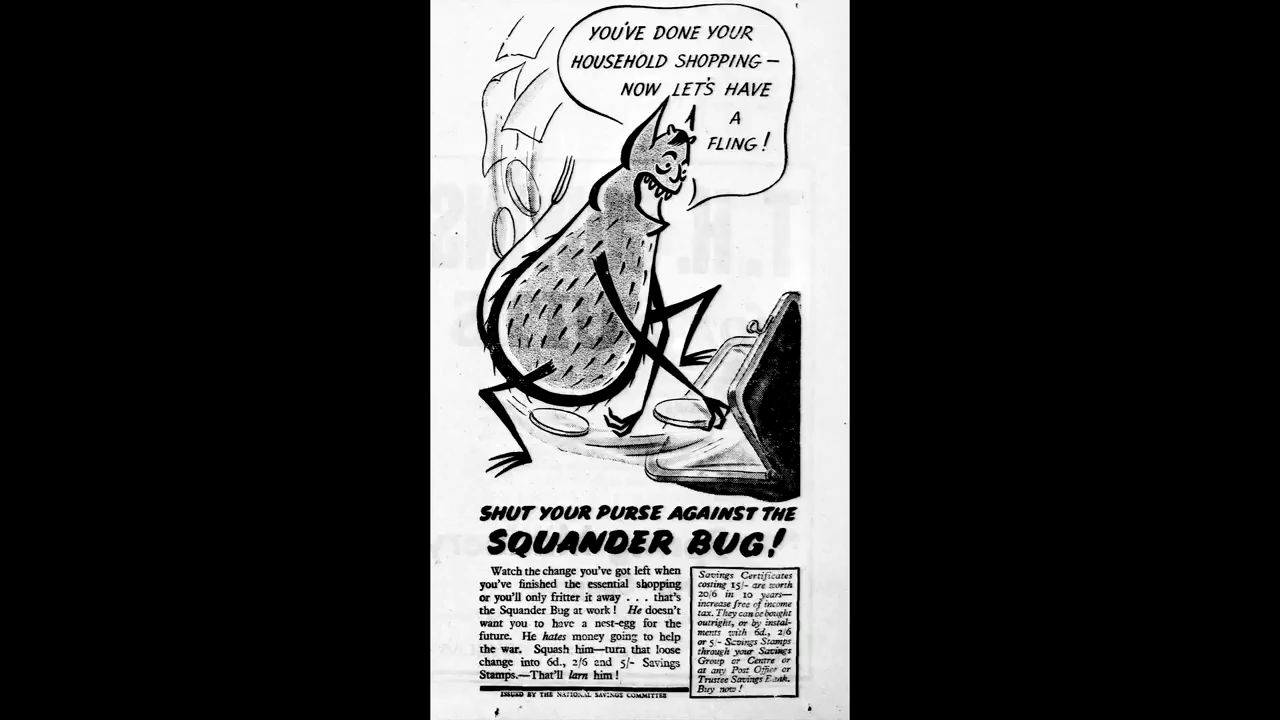 YOU'VE DONE YOUR
HOUSEHOLD SHOPPING—
NOW LET'S HAVE
A
FLING!
SHUT YOUR PURSE AGAINST THE
SQUANDER BUG!
Watch the change you've got left when
you've finished the essential shopping
or you'll only fritter it away . . . that's
the Squander Bug at work! He doesn't
want you to have a nest-egg for the
future. He hates money going to help
the war. Squash him—turn that loose
change into 6d., 2/6 and 5/- Savings
Stamps.—That'll larn him!
ISSUED BY THE NATIONAL SAVINGS COMMITTEE
Savings Certificates
costing 15/- are worth
20/6 in 10 years—
increase free of income
tax. They can be bought
outright, or by instal-
ments with 6d., 2/6
or 5/- Savings Stamps
through your Savings
Group or Centre or
at any Post Office or
Trustee Savings Bank.
Buy now!